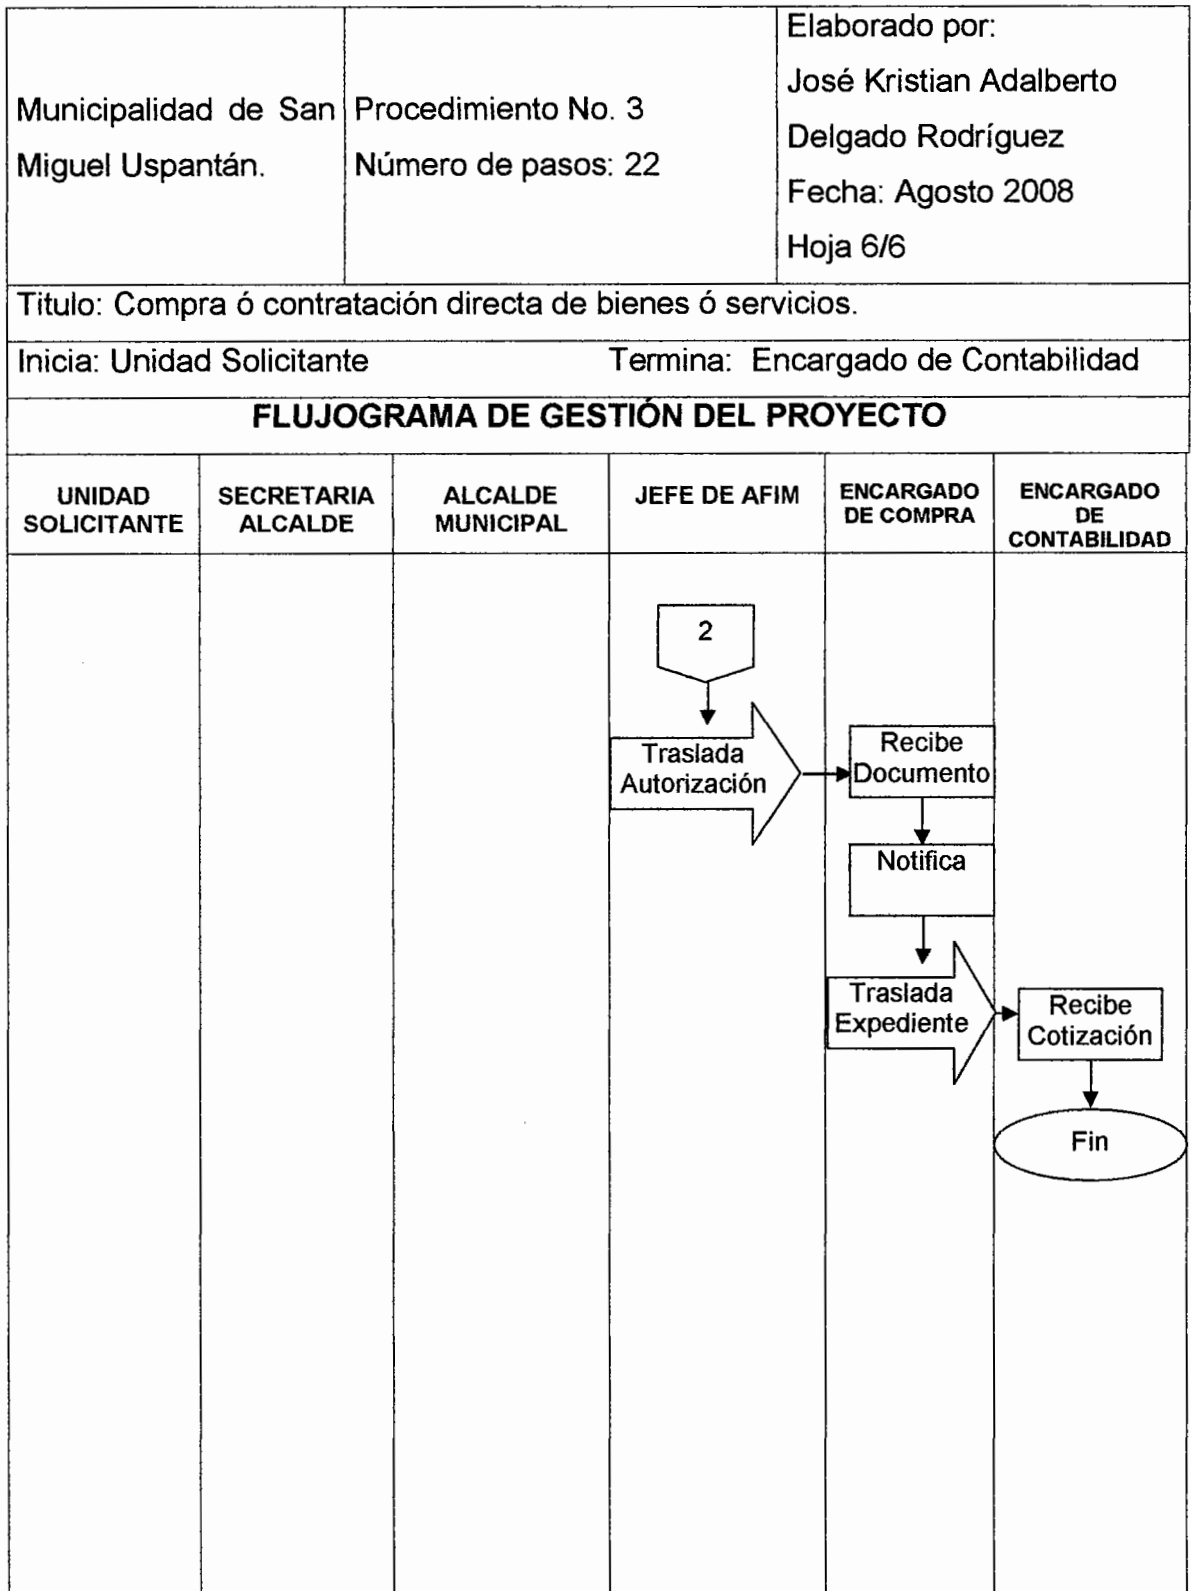 Municipalidad de San
Miguel Uspantán.
Procedimiento No. 3
Número de pasos: 22
Elaborado por:
José Kristian Adalberto
Delgado Rodríguez
Fecha: Agosto 2008
Hoja 6/6
Titulo: Compra ó contratación directa de bienes ó servicios.
Inicia: Unidad Solicitante Termina: Encargado de Contabilidad
FLUJOGRAMA DE GESTIÓN DEL PROYECTO
UNIDAD
SOLICITANTE
SECRETARIA
ALCALDE
ALCALDE
MUNICIPAL
JEFE DE AFIM
ENCARGADO
DE COMPRA
ENCARGADO
DE
CONTABILIDAD
2
Traslada
Autorización
Recibe
Documento
Notifica
Traslada
Expediente
Recibe
Cotización
Fin